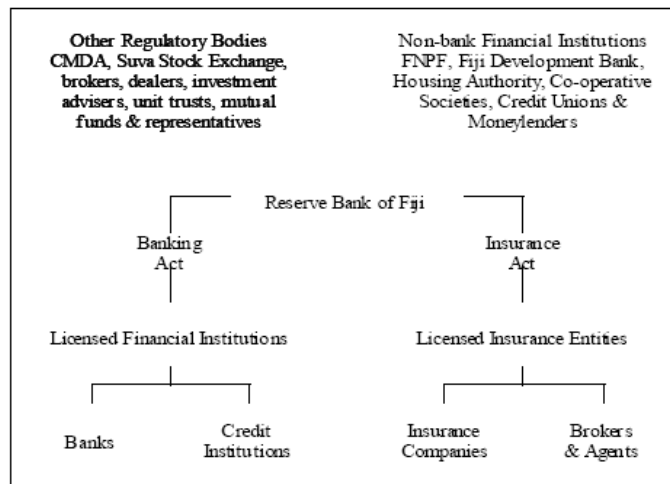 Other Regulatory Bodies
CMDA, Suva Stock Exchange,
brokers, dealers, investment
advisers, unit trusts, mutual
funds & representatives
Non-bank Financial Institutions
FNPF, Fiji Development Bank,
Housing Authority, Co-operative
Societies, Credit Unions &
Moneylenders
Reserve Bank of Fiji
Banking
Act
Insurance
Act
Licensed Financial Institutions
Licensed Insurance Entities
Banks
Credit
Institutions
Insurance
Companies
Brokers
& Agents